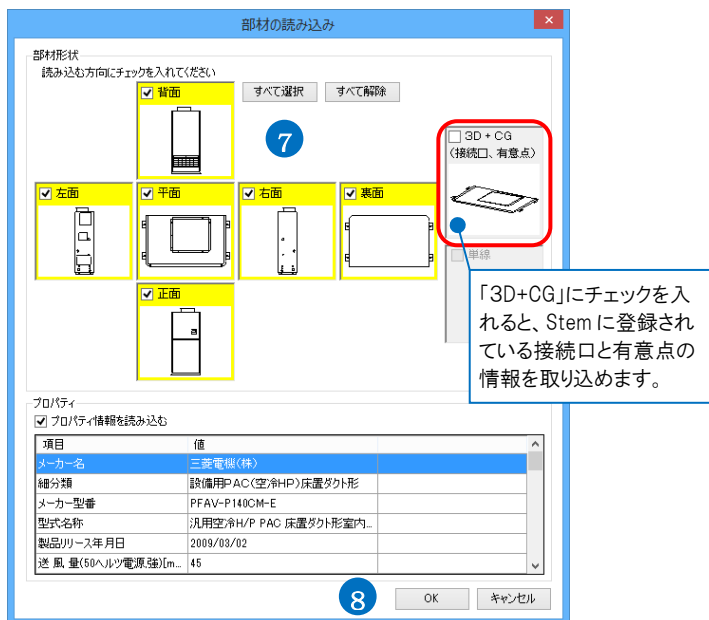 部材の読み込み
部材形状
読み込む方向にチェックを入れてください
背面
すべて選択
すべて解除
7
3D + CG
(接続口、有意点)
左面
平面
右面
裏面
単線
正面
「3D+CG」にチェックを入
れると、Stem に登録され
ている接続口と有意点の
情報を取り込めます。
プロパティ
プロパティ情報を読み込む
項目 値
メーカー名 三菱電機(株)
細分類 設備用PAC(空冷HP)床置ダクト形
メーカー型番 PFAV-P140CM-E
型式名称 汎用空冷H/P PAC 床置ダクト形室内...
製品リリース年月日 2009/03/02
送 風 量(50ヘルツ電源,強)[m... 45
8
OK
キャンセル